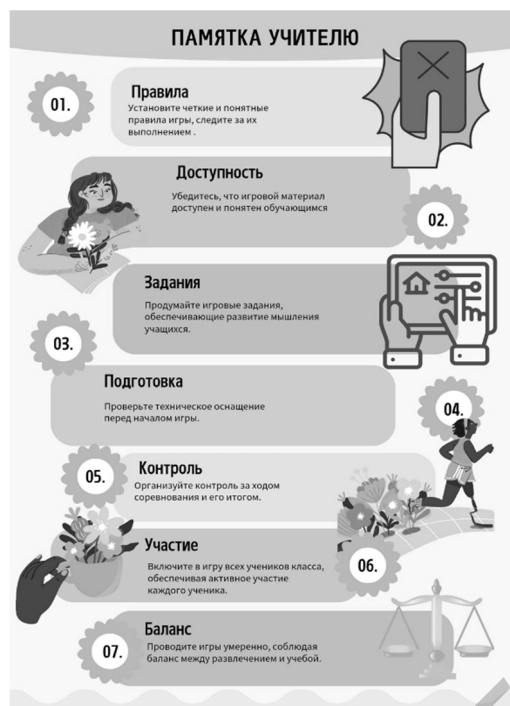 ПАМЯТКА УЧИТЕЛЮ
01.
Правила
Установите четкие и понятные
правила игры, следите за их
выполнением .
Доступность
Убедитесь, что игровой материал
доступен и понятен обучающимся
02.
Задания
Продумайте игровые задания,
обеспечивающие развитие мышления
учащихся.
03.
Подготовка
Проверьте техническое оснащение
перед началом игры.
04.
05.
Контроль
Организуйте контроль за ходом
соревнования и его итогом.
Участие
Включите в игру всех учеников класса,
обеспечивая активное участие
каждого ученика.
06.
Баланс
07.
Проводите игры умеренно, соблюдая
баланс между развлечением и учебой.